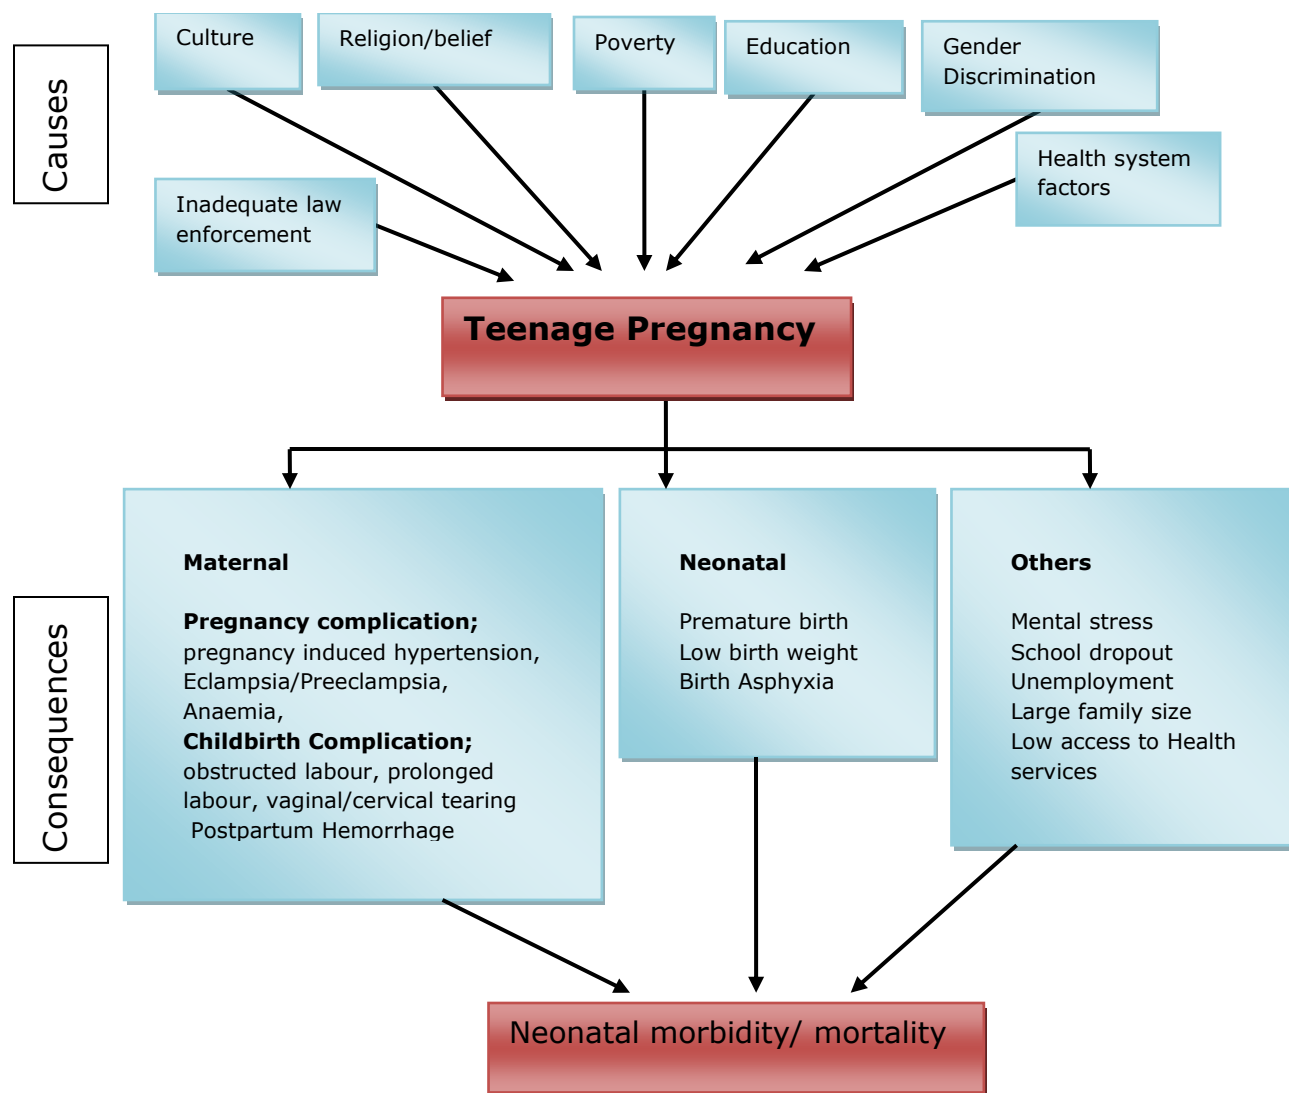 Causes
Culture
Religion/belief
Poverty
Education
Gender
Discrimination
Inadequate law
enforcement
Health system
factors
Teenage Pregnancy
Consequences
Maternal
Pregnancy complication;
pregnancy induced hypertension,
Eclampsia/Preeclampsia,
Anaemia,
Childbirth Complication;
obstructed labour, prolonged
labour, vaginal/cervical tearing
Postpartum Hemorrhage
Neonatal
Premature birth
Low birth weight
Birth Asphyxia
Others
Mental stress
School dropout
Unemployment
Large family size
Low access to Health
services
Neonatal morbidity/ mortality